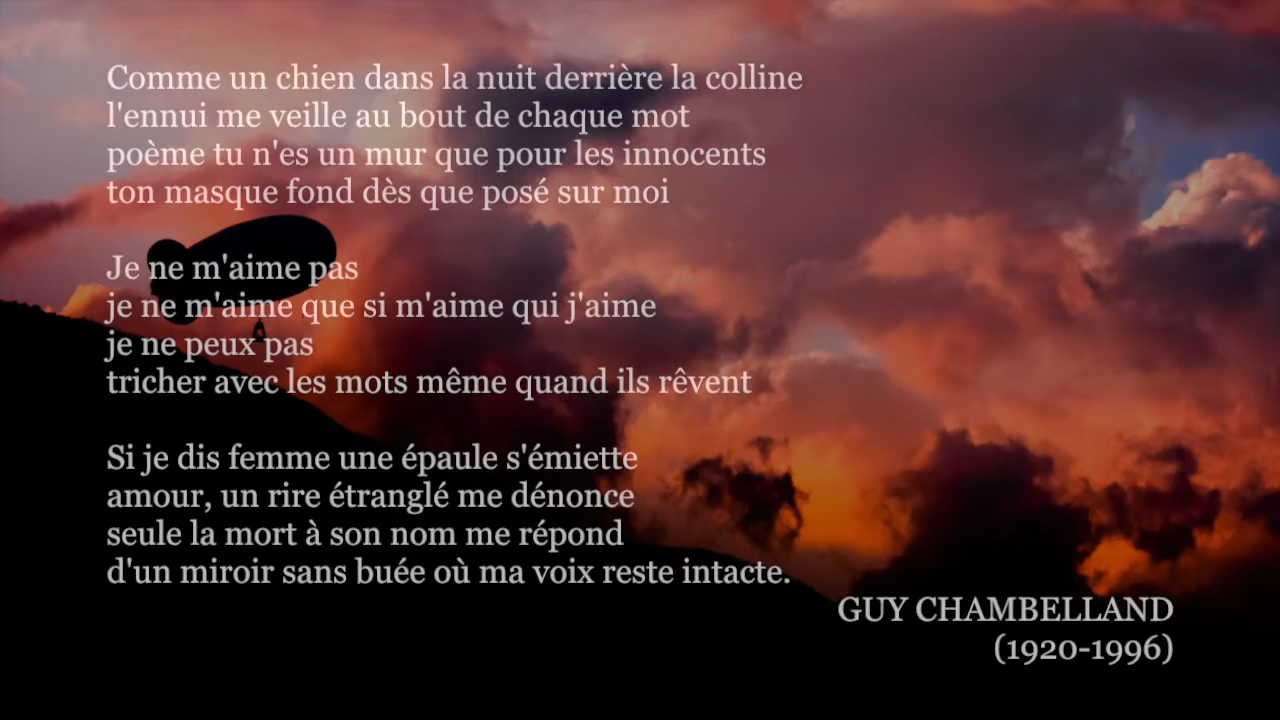 Comme un chien dans la nuit derrière la colline
l'ennui me veille au bout de chaque mot
poème tu n'es un mur que pour les innocents
ton masque fond dès que posé sur moi
Je ne m'aime pas
je ne m'aime que si m'aime qui j'aime
je ne peux pas
tricher avec les mots même quand ils rêvent
Si je dis femme une épaule s'émiette
amour, un rire étranglé me dénonce
seule la mort à son nom me répond
d'un miroir sans buée où ma voix reste intacte.
GUY CHAMBELLAND
(1920-1996)